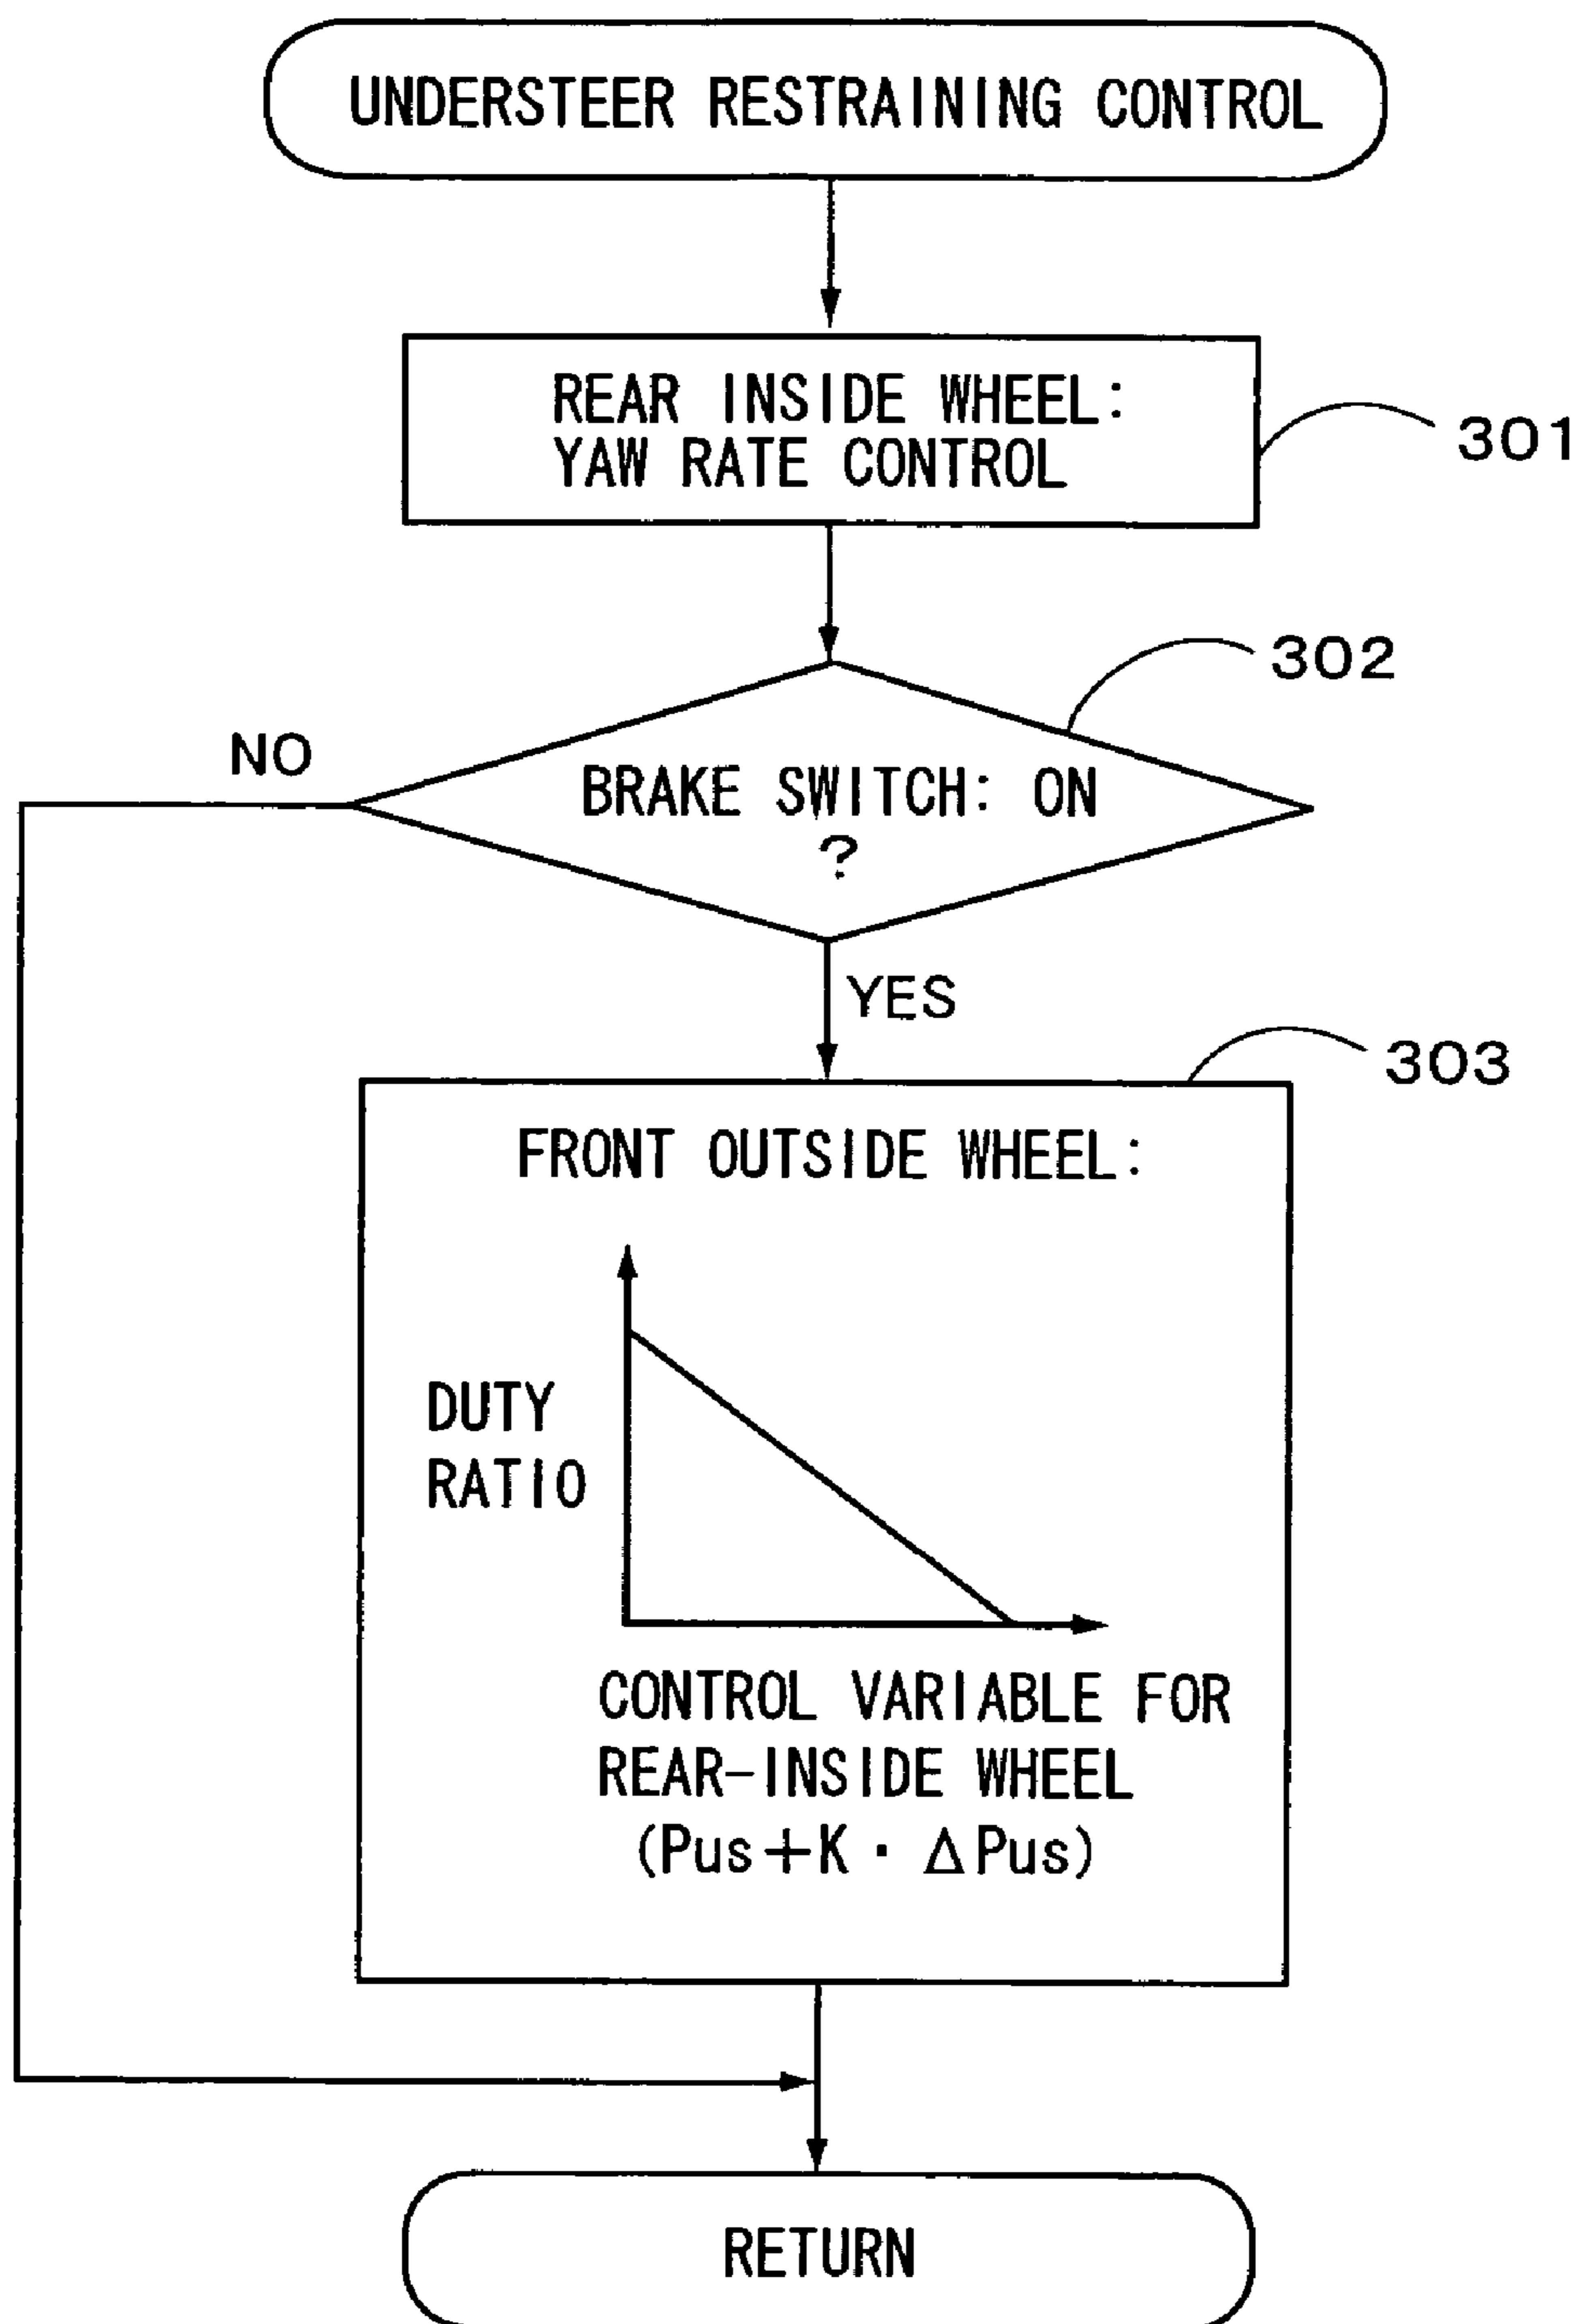 UNDERSTEER RESTRAINING CONTROL
REAR INSIDE WHEEL:
YAW RATE CONTROL
301
302
NO
BRAKE SWITCH: ON
?
YES
303
FRONT OUTSIDE WHEEL:
DUTY
RATIO
CONTROL VARIABLE FOR
REAR-INSIDE WHEEL
(Pus+K・ΔPus)
RETURN